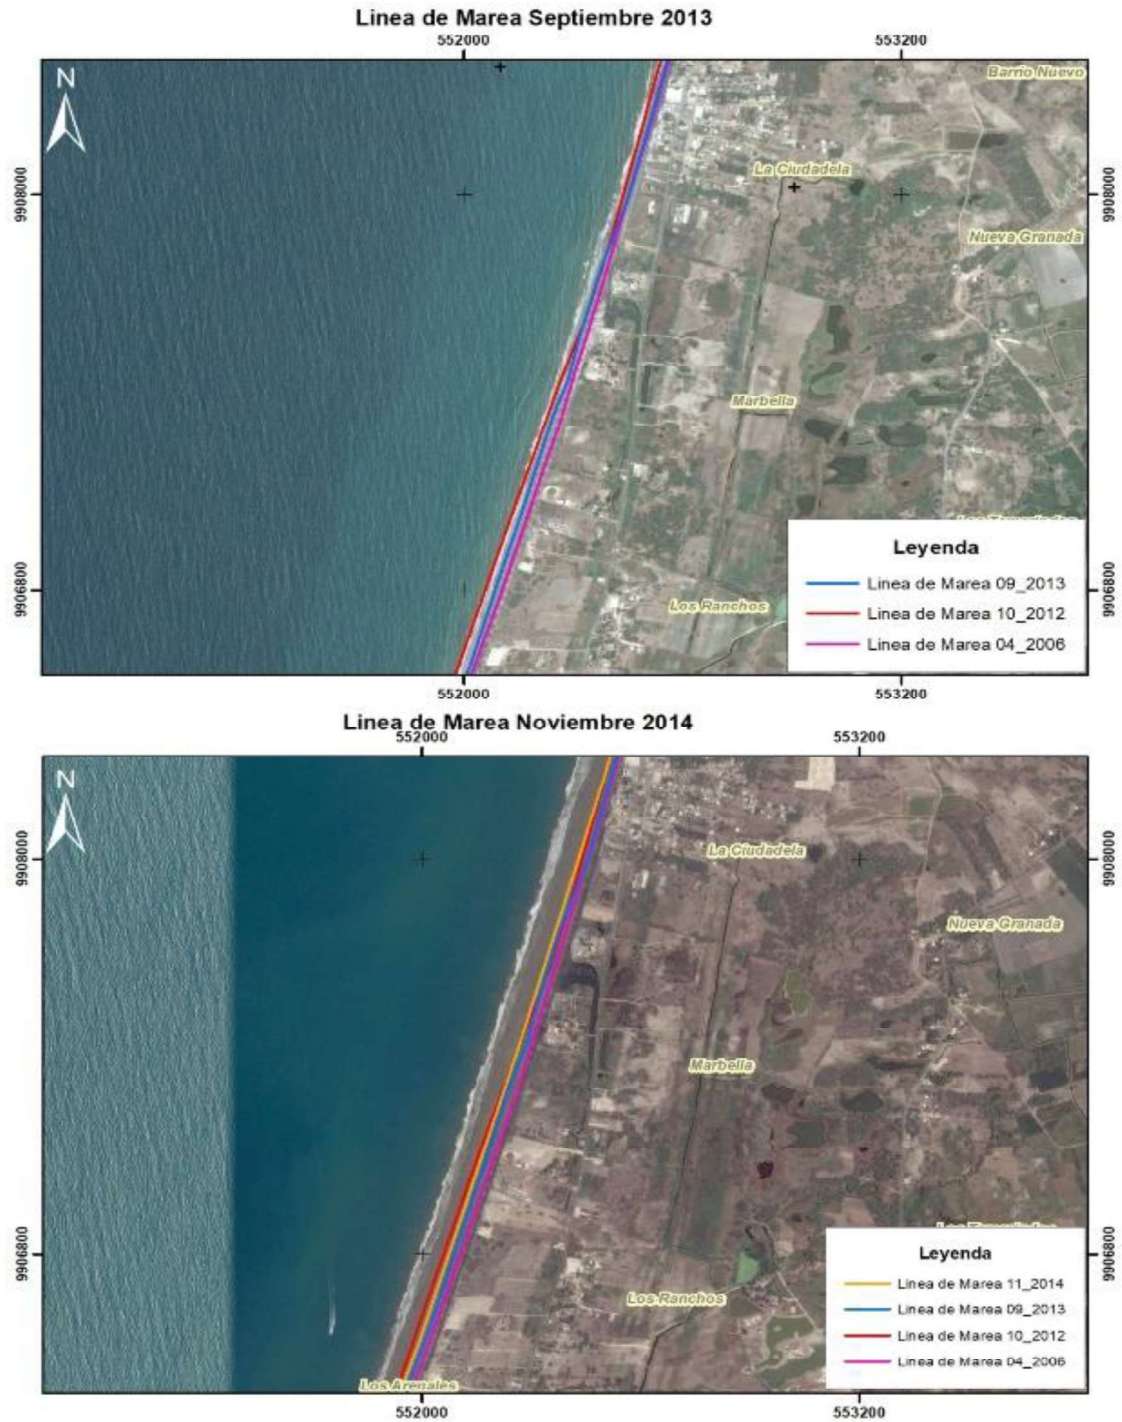 Linea de Marea Septiembre 2013
552000 553200
N
Barrio Nuevo
La Ciudadela
9908000 9908000
Nueva Granada
Marbella
Leyenda
Linea de Marea 09_2013
9906800 9906800
Los Ranchos
Linea de Marea 10_2012
Linea de Marea 04_2006
552000 553200
Linea de Marea Noviembre 2014
552000 553200
N
La Ciudadela
9908000 9908000
Nueva Granada
Marbella
9906800 9906800
Leyenda
Linea de Marea 11_2014
Los Ranchos
Linea de Marea 09_2013
Linea de Marea 10_2012
Linea de Marea 04_2006
Los Arenales
552000 553200